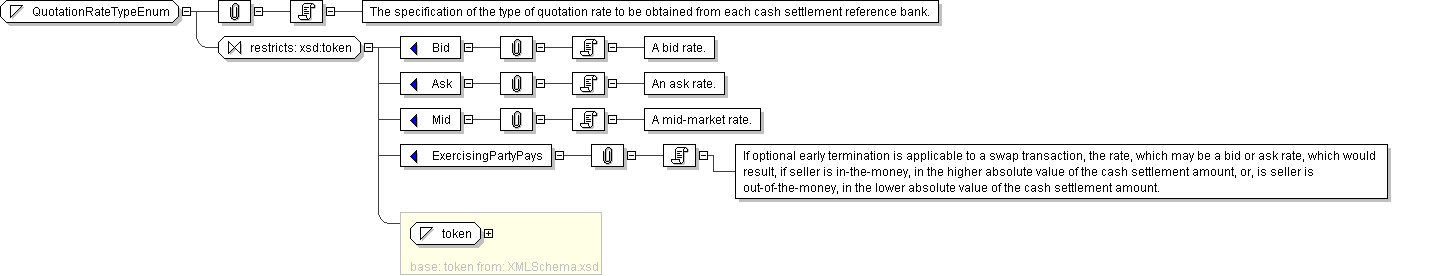 QuotationRateTypeEnum
The specification of the type of quotation rate to be obtained from each cash settlement reference bank.
restricts: xsd:token
Bid
A bid rate.
Ask
An ask rate.
Mid
A mid-market rate.
ExercisingPartyPays
If optional early termination is applicable to a swap transaction, the rate, which may be a bid or ask rate, which would
result, if seller is in-the-money, in the higher absolute value of the cash settlement amount, or, is seller is
out-of-the-money, in the lower absolute value of the cash settlement amount.
token
base: token from: XMLSchema.xsd